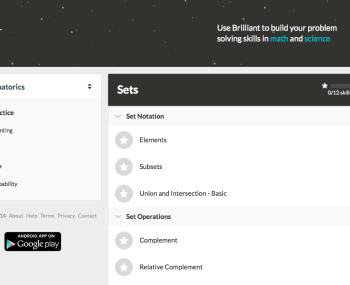 Use Brilliant to build your problem
solving skills in math and science
natorics
Sets
0/12 skill
ctice
Set Notation
nting
Elements
Subsets
ability
Union and Intersection - Basic
14 About Help Terms Privacy Contact
Set Operations
ANDROID APP ON
Google play
Complement
Relative Complement